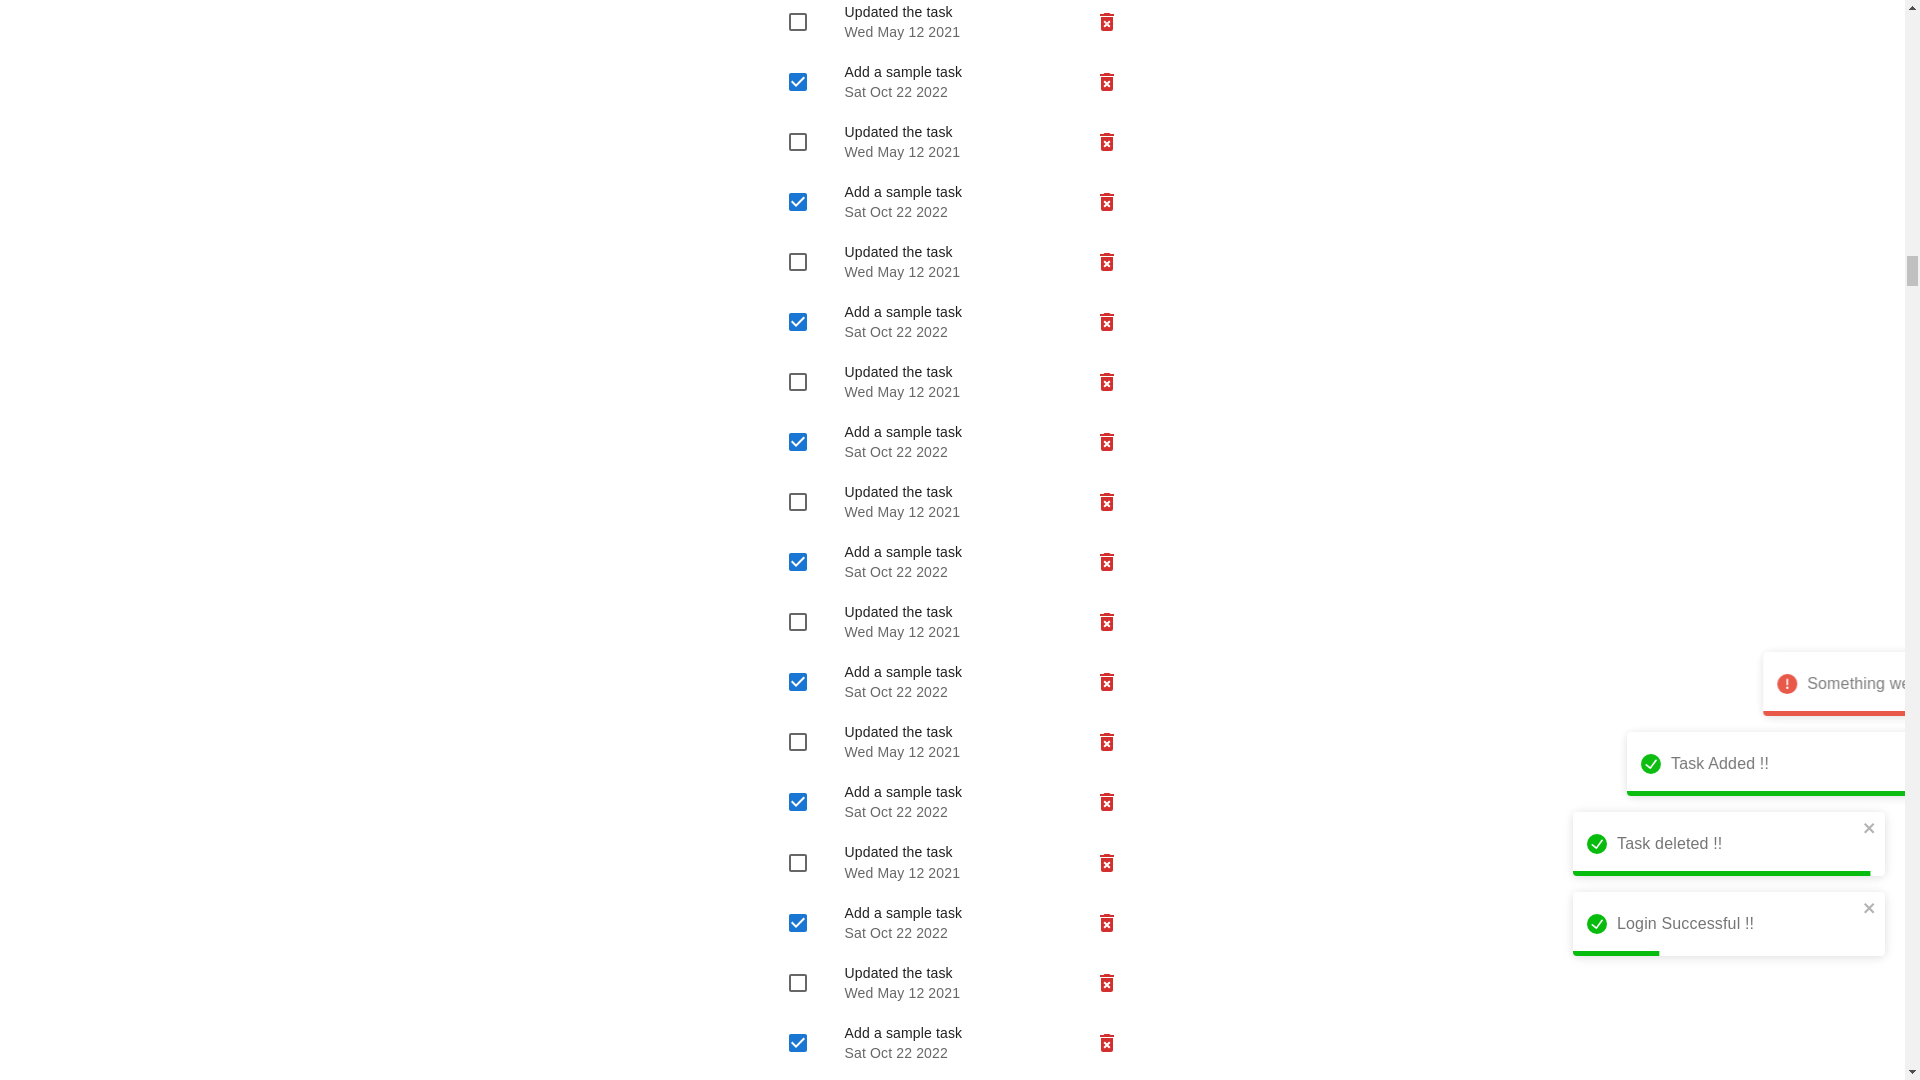 Updated the task
Wed May 12 2021
Add a sample task
Sat Oct 22 2022
Updated the task
Wed May 12 2021
Add a sample task
Sat Oct 22 2022
Updated the task
Wed May 12 2021
Add a sample task
Sat Oct 22 2022
Updated the task
Wed May 12 2021
Add a sample task
Sat Oct 22 2022
Updated the task
Wed May 12 2021
Add a sample task
Sat Oct 22 2022
Updated the task
Wed May 12 2021
Add a sample task
Sat Oct 22 2022
Updated the task
Wed May 12 2021
Add a sample task
Sat Oct 22 2022
Updated the task
Wed May 12 2021
Add a sample task
Sat Oct 22 2022
Updated the task
Wed May 12 2021
Add a sample task
Sat Oct 22 2022
Something
Task Added !!
Task deleted !!
Login Successful !!